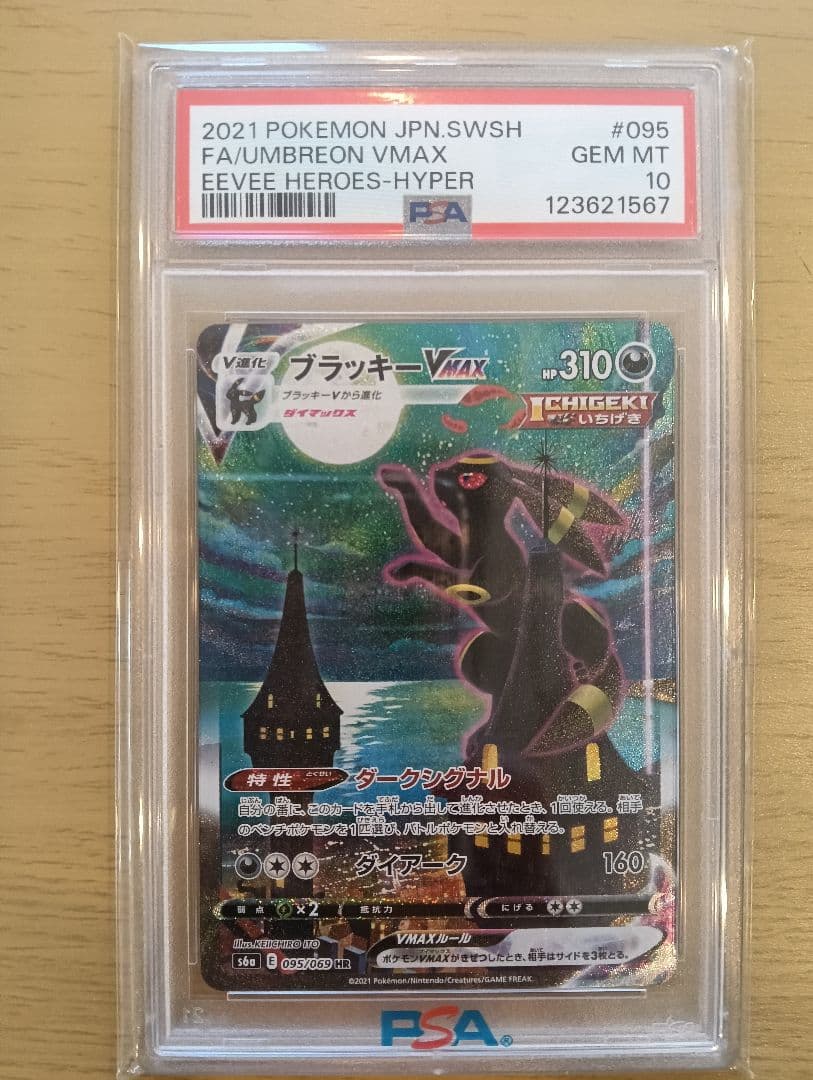 2021 POKEMON JPN.SWSH #095
FA/UMBREON VMAX GEM MT
EEVEE HEROES-HYPER 10
PSA 123621567
V進化 ブラッキーVMAX HP310
ブラッキーVから進化
ダイマックス
ICHIGEKI
いちげき
特性 とくせい ダークシグナル
自分の番に、このカードを手札から出して進化させたとき、1回使える。相手
のベンチポケモンを1匹選び、バトルポケモンと入れ替える。
ダイアーク 160
弱点 ×2 抵抗力 にげる
illus.KEIICHIRO ITO
VMAXルール
ポケモンVMAXがきぜつしたとき、相手はサイドを3枚とる。
s6a E 095/069 HR
©2021 Pokémon/Nintendo/Creatures/GAME FREAK.
PSA®